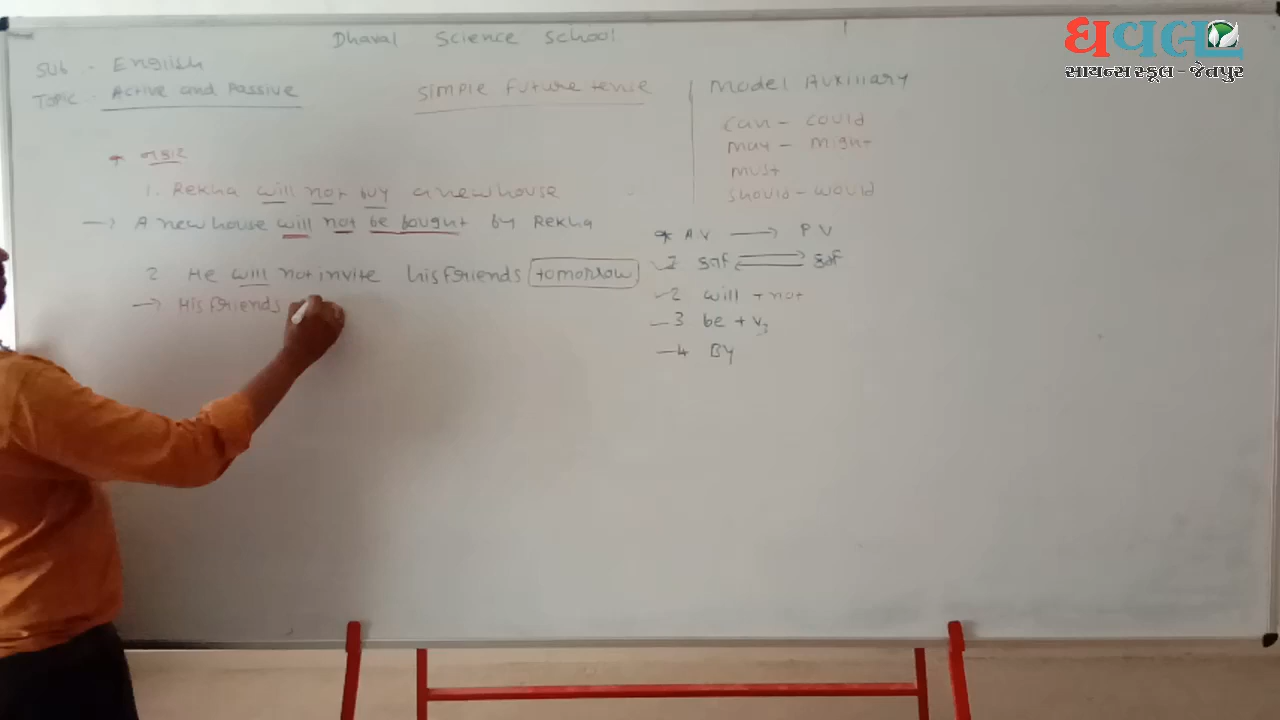 Dhaval Science School
ધવલ
સાયન્સ સ્કૂલ - જેતપુર
Sub - English
Topic - Active and Passive
Simple Future tense
Model Auxiliary
can - could
may - might
must
should - would
* નકાર
1. Rekha will not buy a new house
→ A new house will not be bought by Rekha
2 He will not invite his friends tomorrow
→ His friends
* A V → P V
1 કર્તા કર્મ
2 will + not
3 be + V3
4 BY